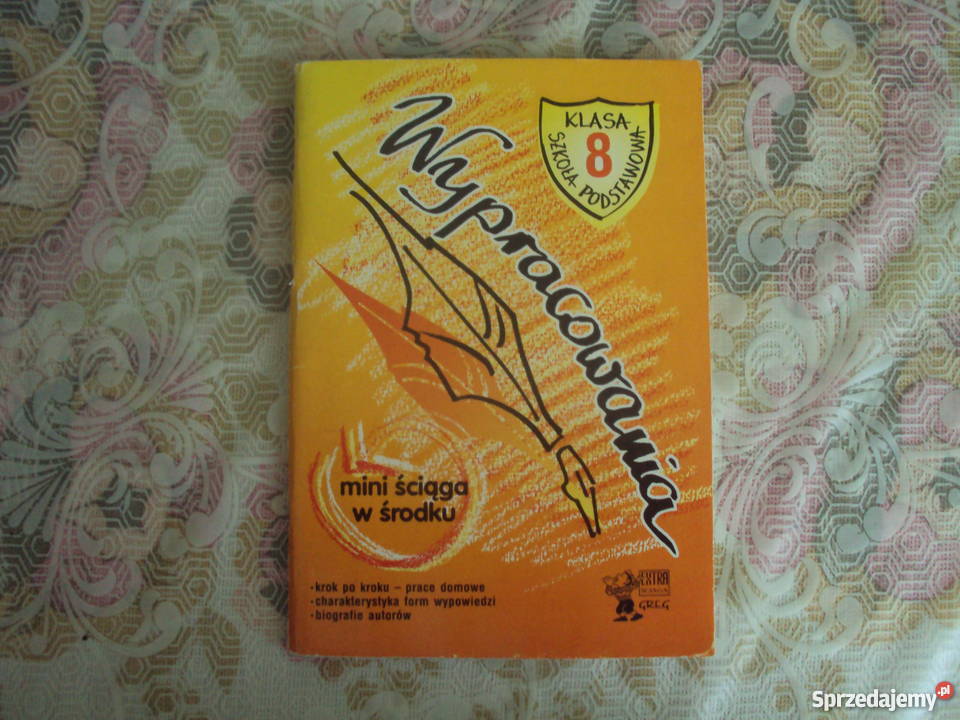 KLASA
8
SZKOŁA PODSTAWOWA
Wypracowania
mini ściąga
w środku
•krok po kroku – prace domowe
•charakterystyka form wypowiedzi
•biografie autorów
EXTRA
GREG
Sprzedajemy.pl